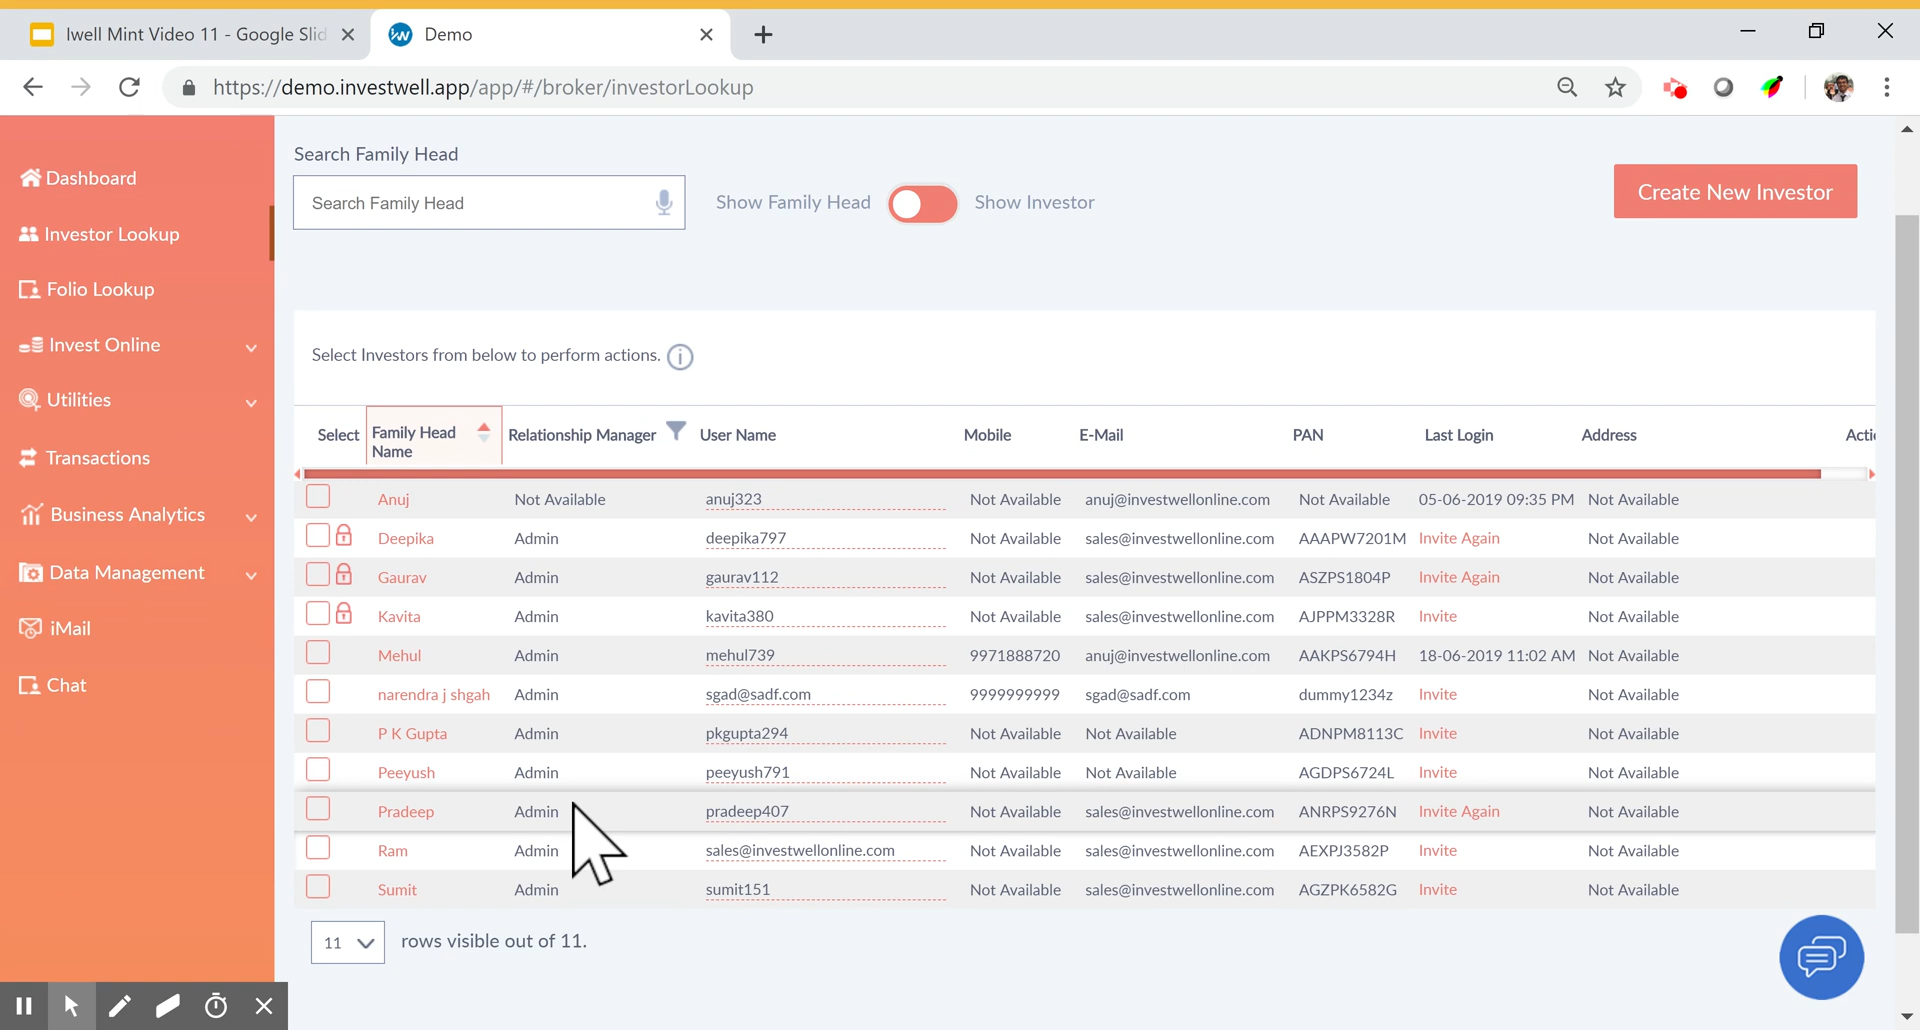 Iwell Mint Video 11 - Google Slid
Demo
https://demo.investwell.app/app/#/broker/investorLookup
Dashboard
Investor Lookup
Folio Lookup
Invest Online
Utilities
Transactions
Business Analytics
Data Management
iMail
Chat
Search Family Head
Search Family Head
Show Family Head Show Investor
Create New Investor
Select Investors from below to perform actions.
Select Family Head Name Relationship Manager User Name Mobile E-Mail PAN Last Login Address Acti
Anuj Not Available anuj323 Not Available anuj@investwellonline.com Not Available 05-06-2019 09:35 PM Not Available
Deepika Admin deepika797 Not Available sales@investwellonline.com AAAPW7201M Invite Again Not Available
Gaurav Admin gaurav112 Not Available sales@investwellonline.com ASZPS1804P Invite Again Not Available
Kavita Admin kavita380 Not Available sales@investwellonline.com AJPPM3328R Invite Not Available
Mehul Admin mehul739 9971888720 anuj@investwellonline.com AAKPS6794H 18-06-2019 11:02 AM Not Available
narendra j shgah Admin sgad@sadf.com 9999999999 sgad@sadf.com dummy1234z Invite Not Available
P K Gupta Admin pkgupta294 Not Available Not Available ADNPM8113C Invite Not Available
Peeyush Admin peeyush791 Not Available Not Available AGDPS6724L Invite Not Available
Pradeep Admin pradeep407 Not Available sales@investwellonline.com ANRPS9276N Invite Again Not Available
Ram Admin sales@investwellonline.com Not Available sales@investwellonline.com AEXPJ3582P Invite Not Available
Sumit Admin sumit151 Not Available sales@investwellonline.com AGZPK6582G Invite Not Available
11 rows visible out of 11.